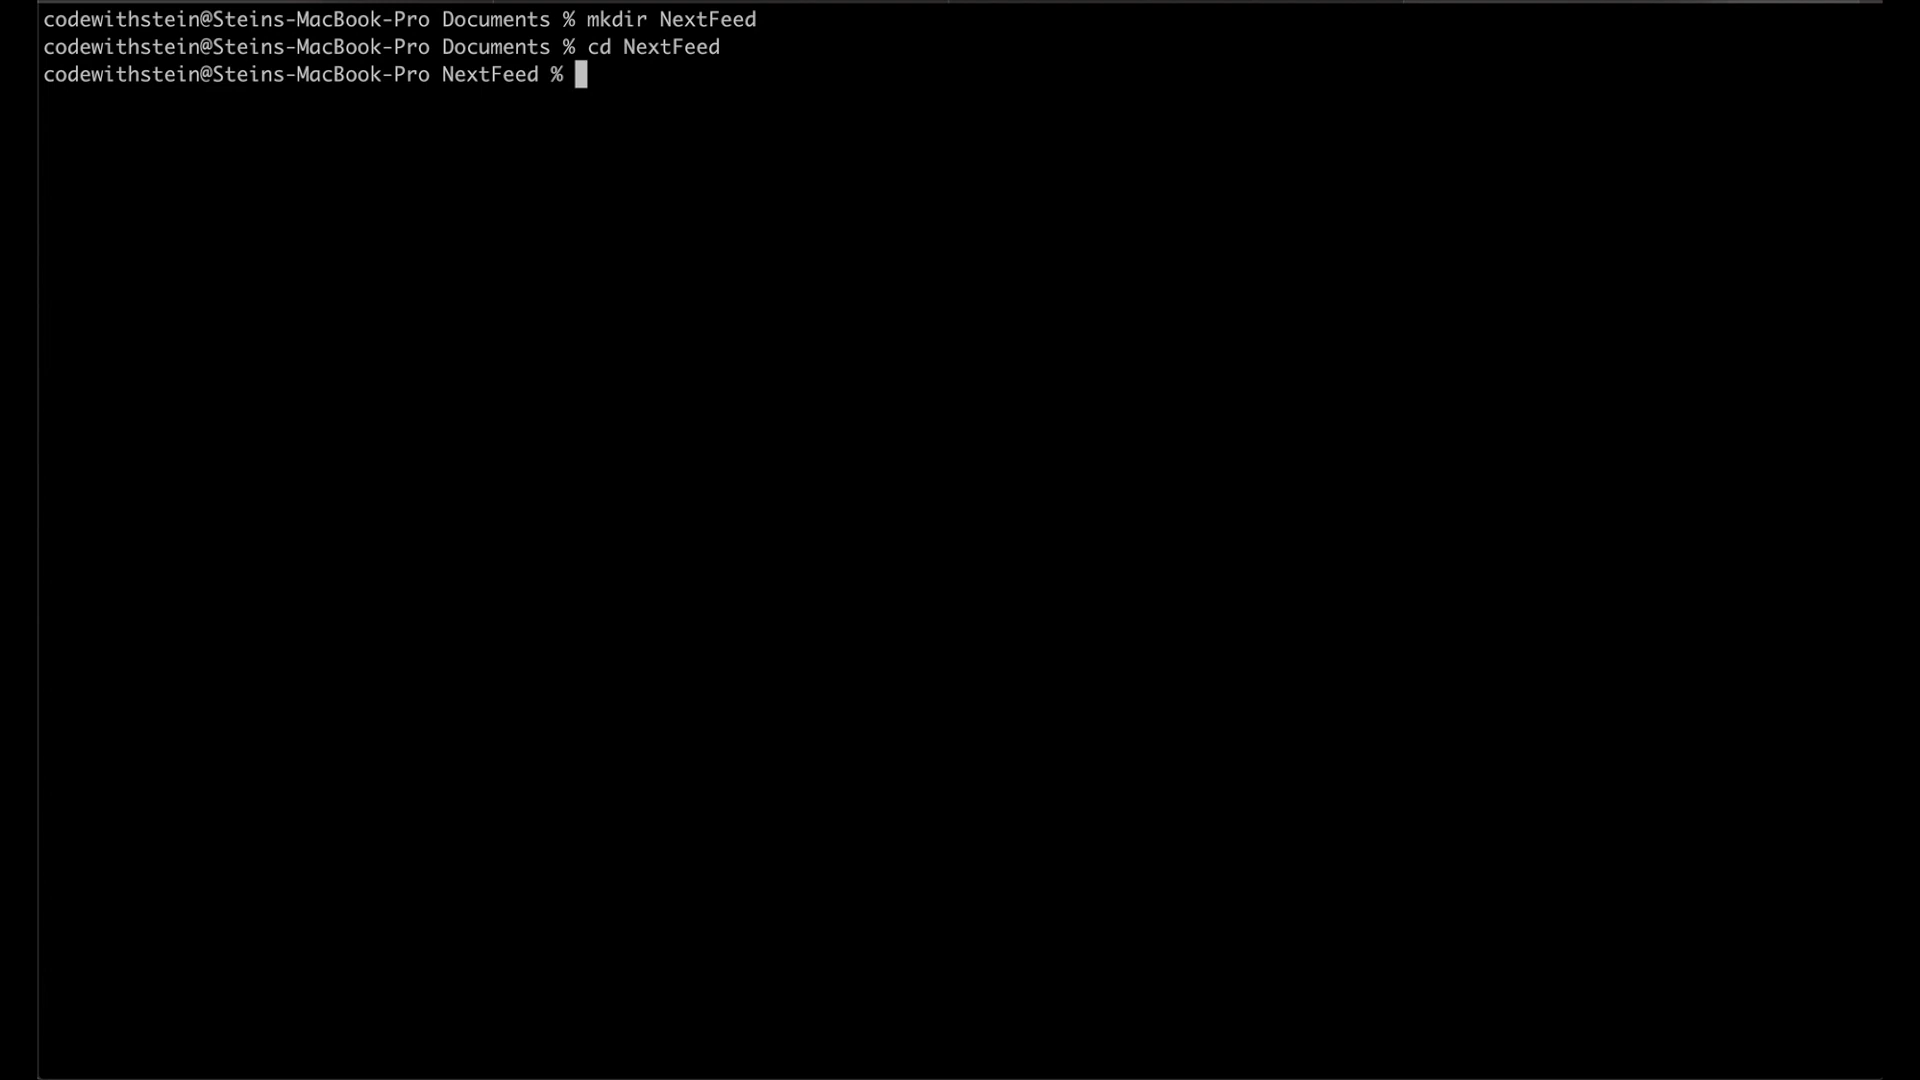 codewithstein@Steins-MacBook-Pro Documents % mkdir NextFeed
codewithstein@Steins-MacBook-Pro Documents % cd NextFeed
codewithstein@Steins-MacBook-Pro NextFeed %